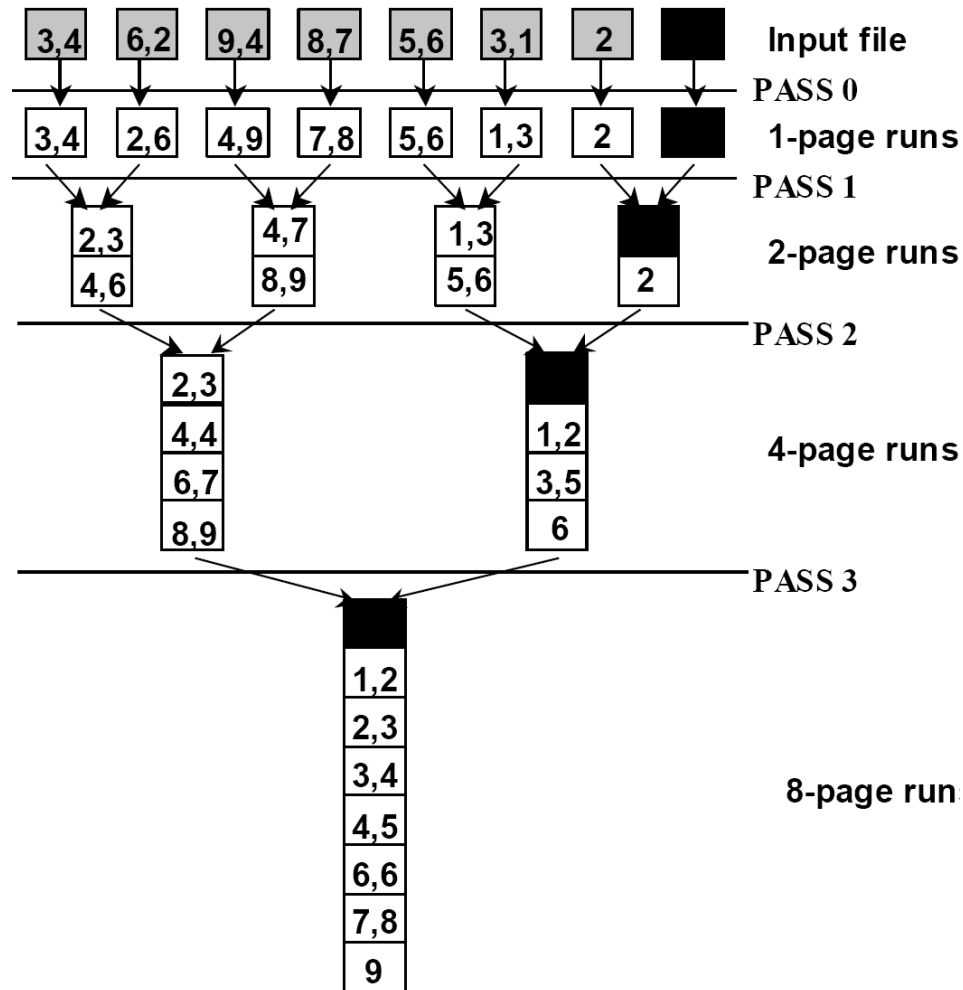 3,4 6,2 9,4 8,7 5,6 3,1 2 Input file
PASS 0
3,4 2,6 4,9 7,8 5,6 1,3 2 1-page runs
PASS 1
2,3 4,7 1,3
2-page runs
4,6 8,9 5,6 2
PASS 2
2,3
4,4 1,2
4-page runs
6,7 3,5
8,9 6
PASS 3
1,2
2,3
3,4
8-page run
4,5
6,6
7,8
9